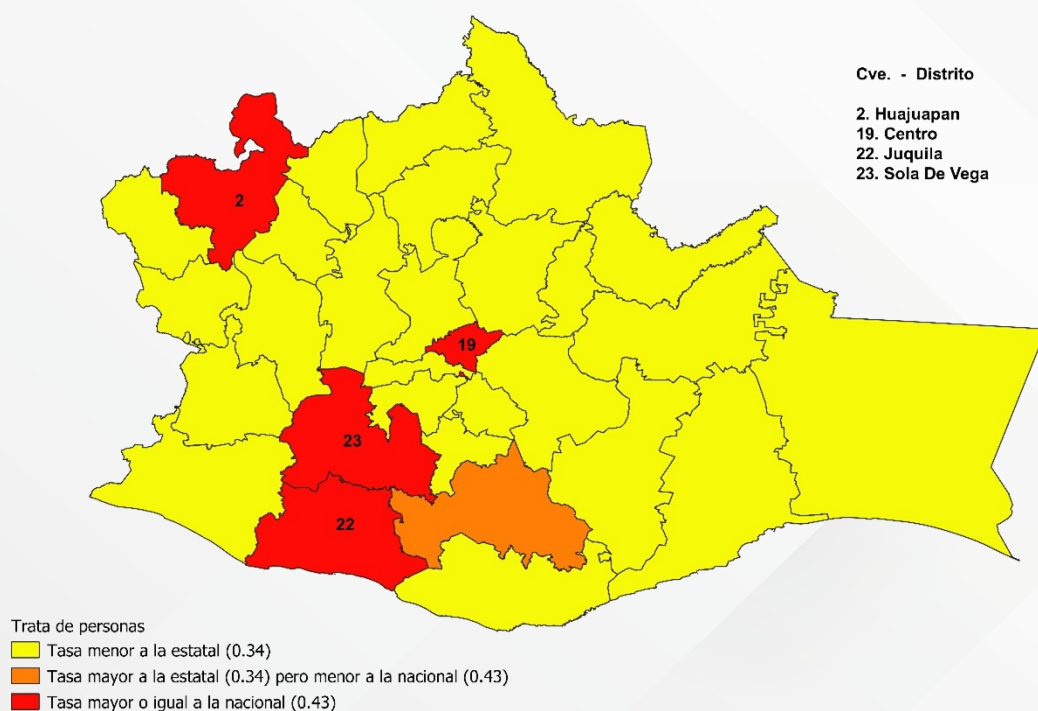 Cve. - Distrito
2. Huajuapan
19. Centro
22. Juquila
23. Sola De Vega
2
19
23
22
Trata de personas
Tasa menor a la estatal (0.34)
Tasa mayor a la estatal (0.34) pero menor a la nacional (0.43)
Tasa mayor o igual a la nacional (0.43)